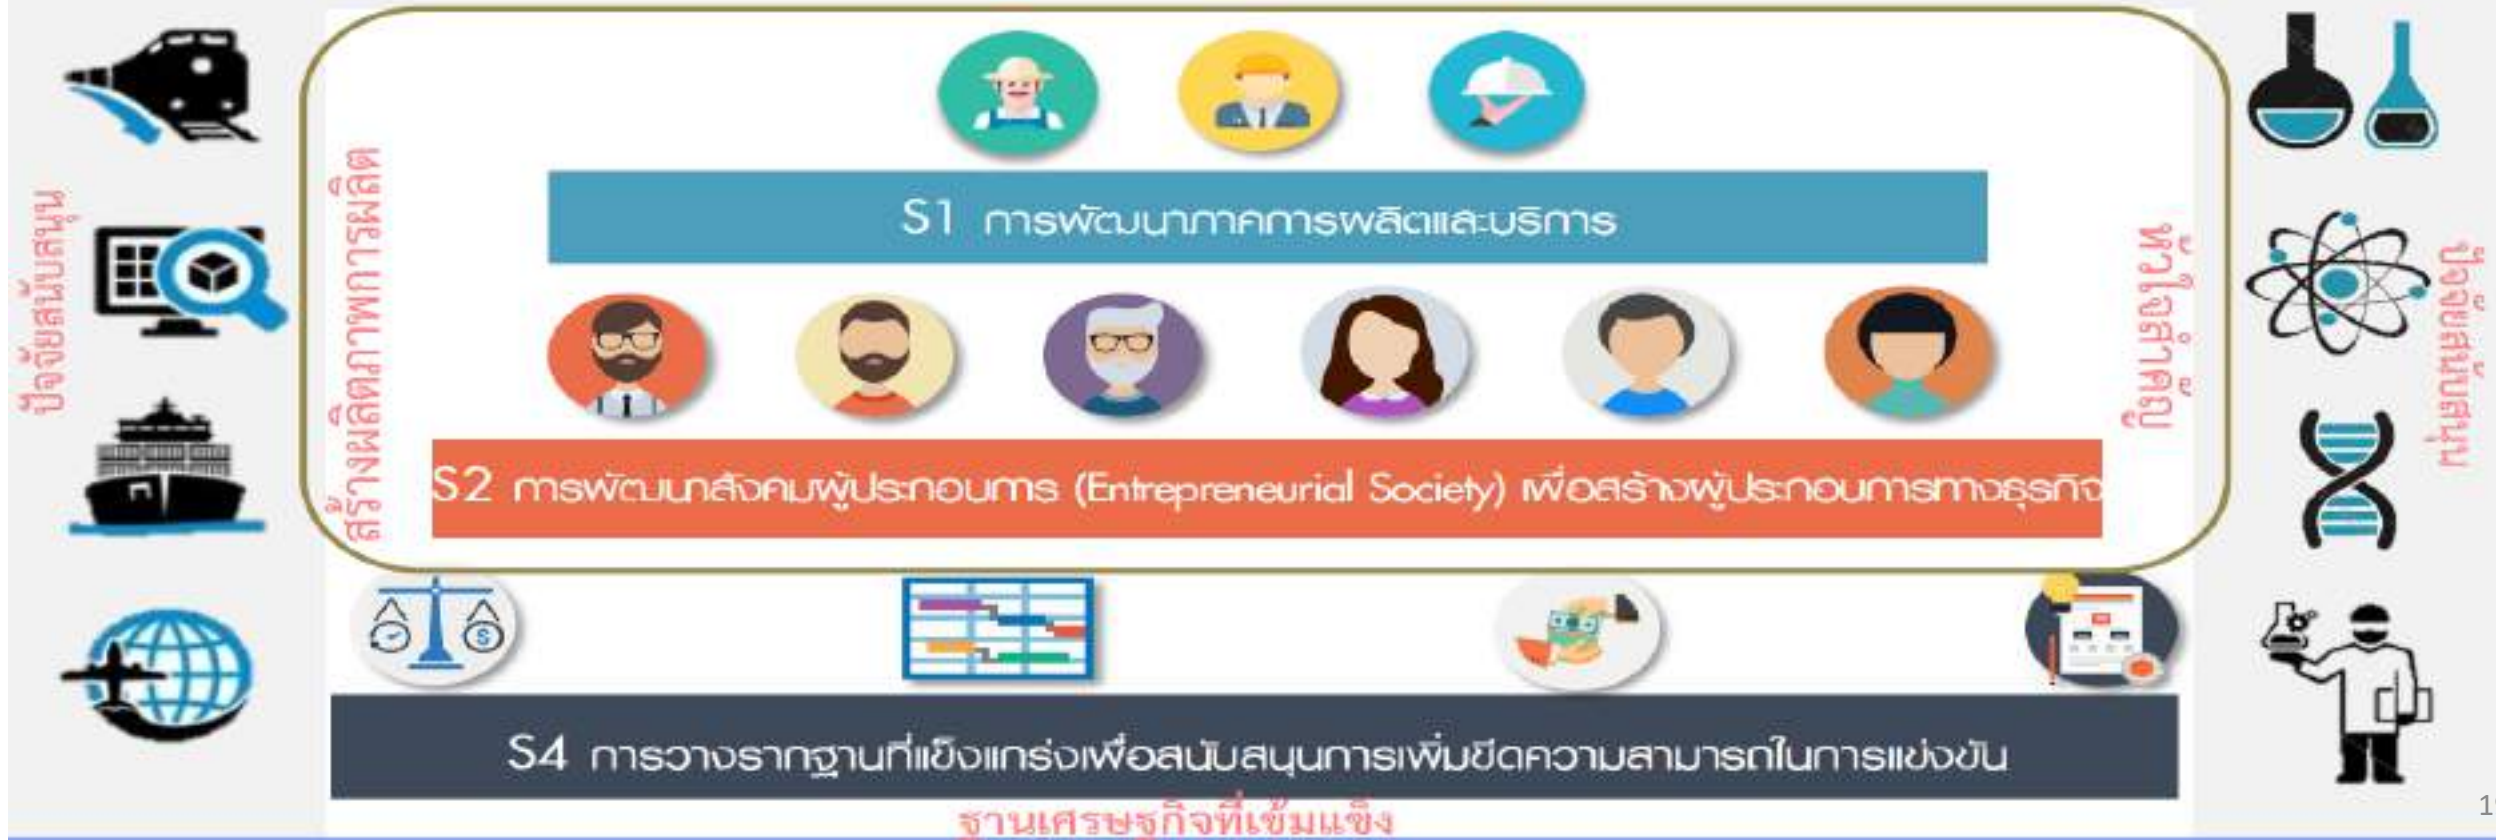 ปัจจัยสนับสนุน
สร้างผลิตภาพการผลิต
S1 การพัฒนาภาคการผลิตและบริการ
S2 การพัฒนาสังคมผู้ประกอบการ (Entrepreneurial Society) เพื่อสร้างผู้ประกอบการทางธุรกิจ
หัวใจสำคัญ
ปัจจัยสนับสนุน
S4 การวางรากฐานที่แข็งแกร่งเพื่อสนับสนุนการเพิ่มขีดความสามารถในการแข่งขัน
ฐานเศรษฐกิจที่เข้มแข็ง